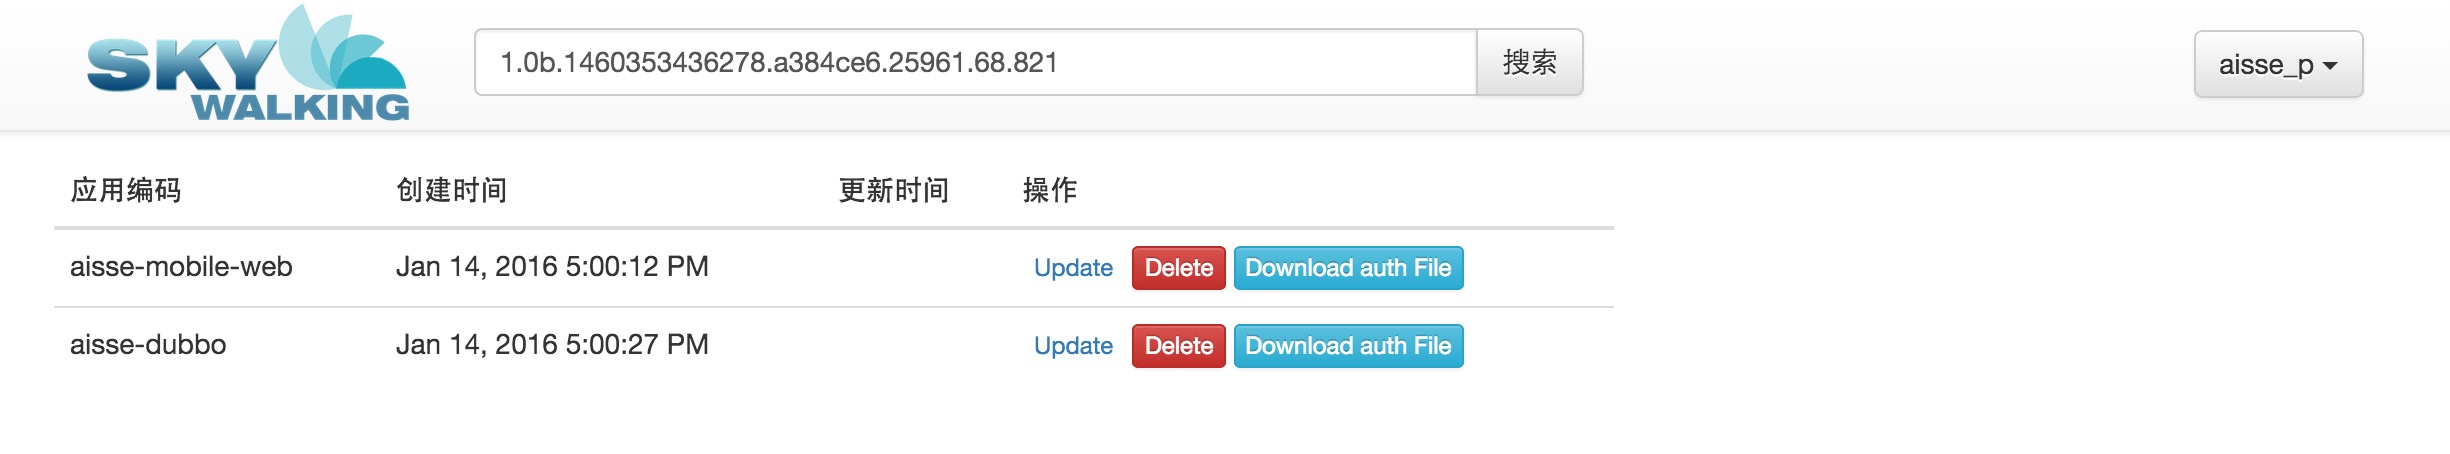 SKY WALKING
1.0b.1460353436278.a384ce6.25961.68.821 搜索 aisse_p
应用编码 创建时间 更新时间 操作
aisse-mobile-web Jan 14, 2016 5:00:12 PM Update Delete Download auth File
aisse-dubbo Jan 14, 2016 5:00:27 PM Update Delete Download auth File